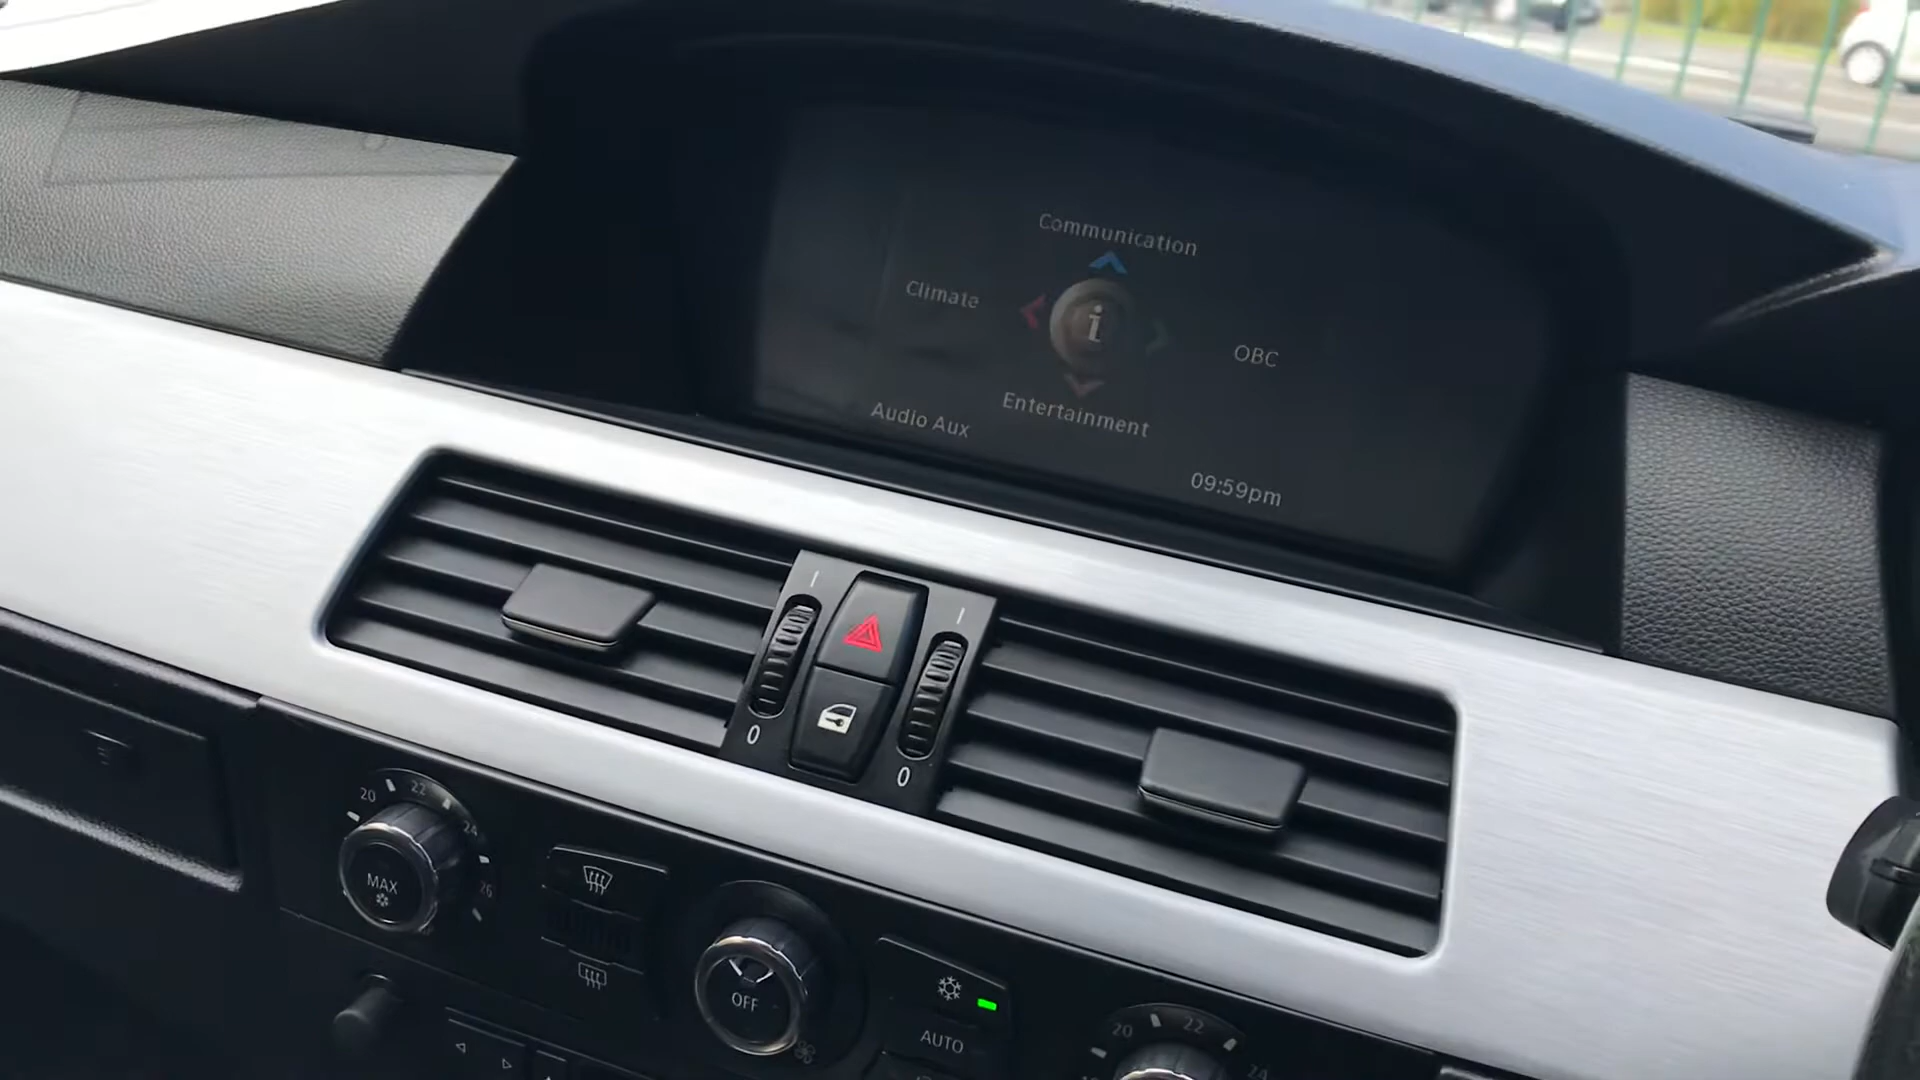 Communication
Climate
i
OBC
Entertainment
Audio Aux
09:59pm
0
0
20 22 24 26
MAX
OFF
AUTO
20 22 24